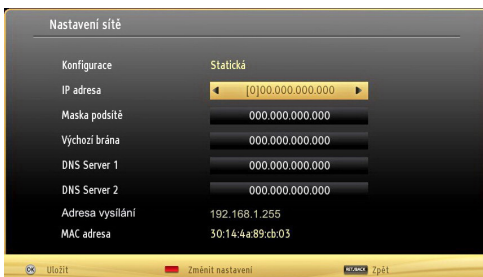 Nastavení sítě
Konfigurace Statická
IP adresa [0]00.000.000.000
Maska podsítě 000.000.000.000
Výchozí brána 000.000.000.000
DNS Server 1 000.000.000.000
DNS Server 2 000.000.000.000
Adresa vysílání 192.168.1.255
MAC adresa 30:14:4a:89:cb:03
OK Uložit Změnit nastavení RET./BACK Zpět